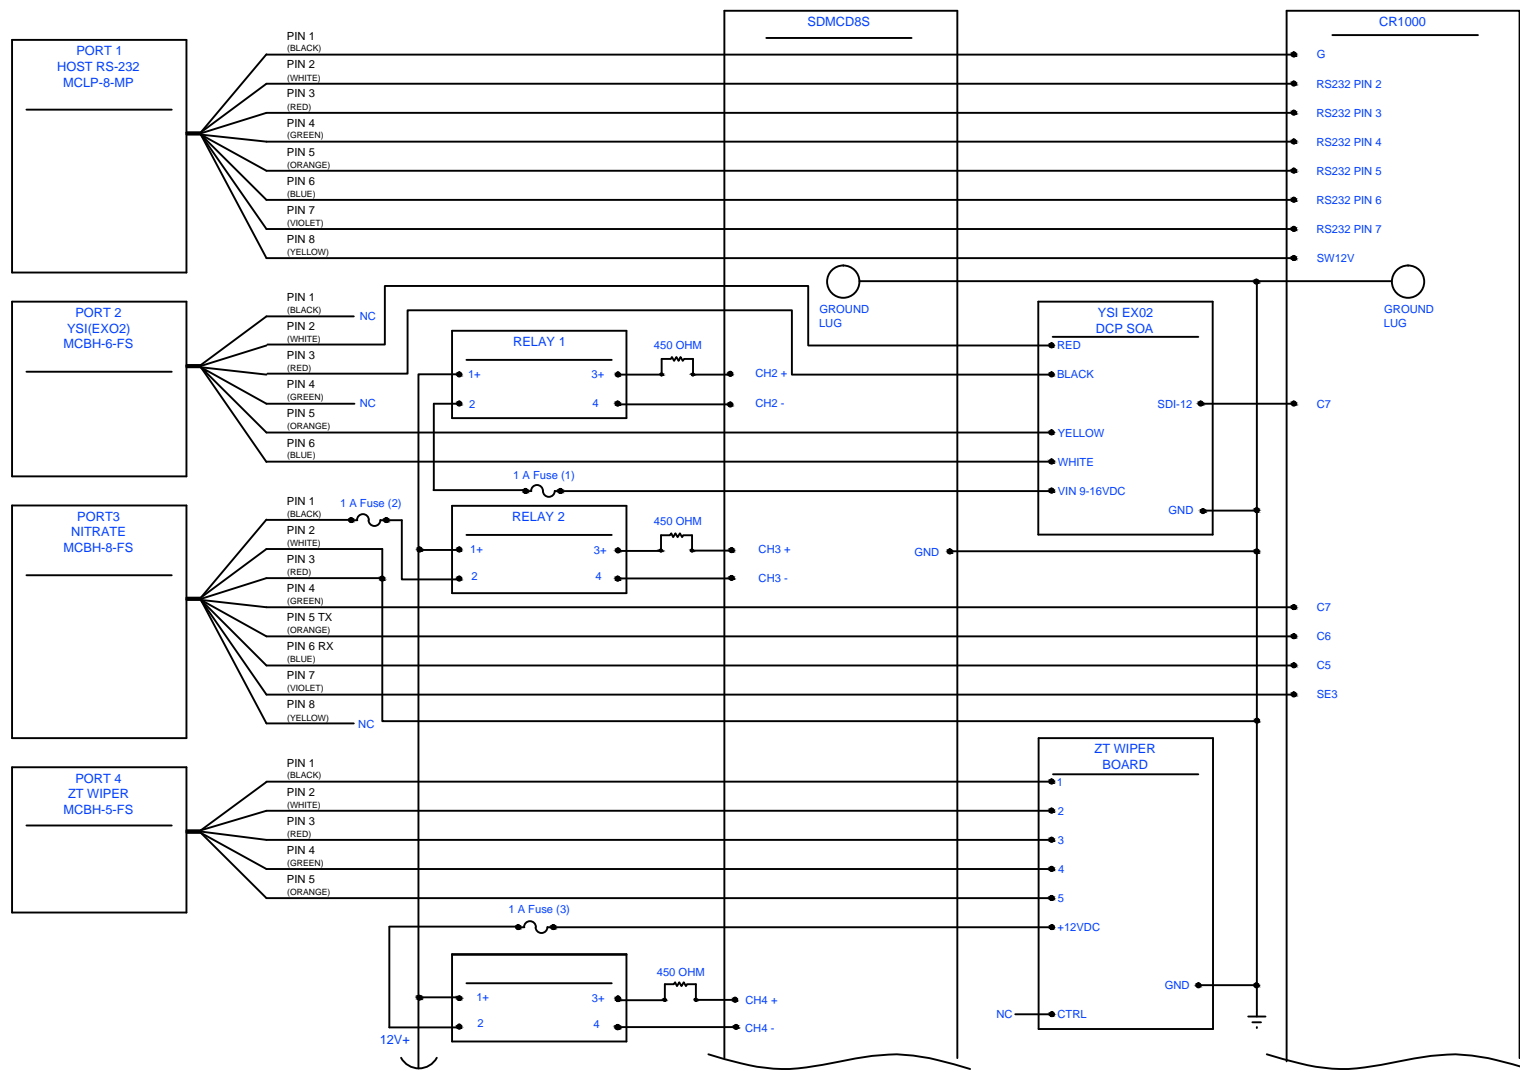 SDMCD8S
CR1000
PORT 1
HOST RS-232
MCLP-8-MP
PIN 1
(BLACK)
PIN 2
(WHITE)
PIN 3
(RED)
PIN 4
(GREEN)
PIN 5
(ORANGE)
PIN 6
(BLUE)
PIN 7
(VIOLET)
PIN 8
(YELLOW)
G
RS232 PIN 2
RS232 PIN 3
RS232 PIN 4
RS232 PIN 5
RS232 PIN 6
RS232 PIN 7
SW12V
GROUND
LUG
GROUND
LUG
PORT 2
YSI(EXO2)
MCBH-6-FS
PIN 1
(BLACK)
NC
PIN 2
(WHITE)
PIN 3
(RED)
PIN 4
(GREEN)
NC
PIN 5
(ORANGE)
PIN 6
(BLUE)
RELAY 1
1+
3+
2
4
450 OHM
CH2 +
CH2 -
1 A Fuse (1)
YSI EX02
DCP SOA
RED
BLACK
SDI-12
C7
YELLOW
WHITE
VIN 9-16VDC
GND
PORT3
NITRATE
MCBH-8-FS
PIN 1
(BLACK)
1 A Fuse (2)
PIN 2
(WHITE)
PIN 3
(RED)
PIN 4
(GREEN)
PIN 5 TX
(ORANGE)
PIN 6 RX
(BLUE)
PIN 7
(VIOLET)
PIN 8
(YELLOW)
NC
RELAY 2
1+
3+
2
4
450 OHM
CH3 +
CH3 -
GND
C7
C6
C5
SE3
PORT 4
ZT WIPER
MCBH-5-FS
PIN 1
(BLACK)
PIN 2
(WHITE)
PIN 3
(RED)
PIN 4
(GREEN)
PIN 5
(ORANGE)
ZT WIPER
BOARD
1
2
3
4
5
+12VDC
GND
NC
CTRL
1 A Fuse (3)
1+
3+
2
4
450 OHM
CH4 +
CH4 -
12V+